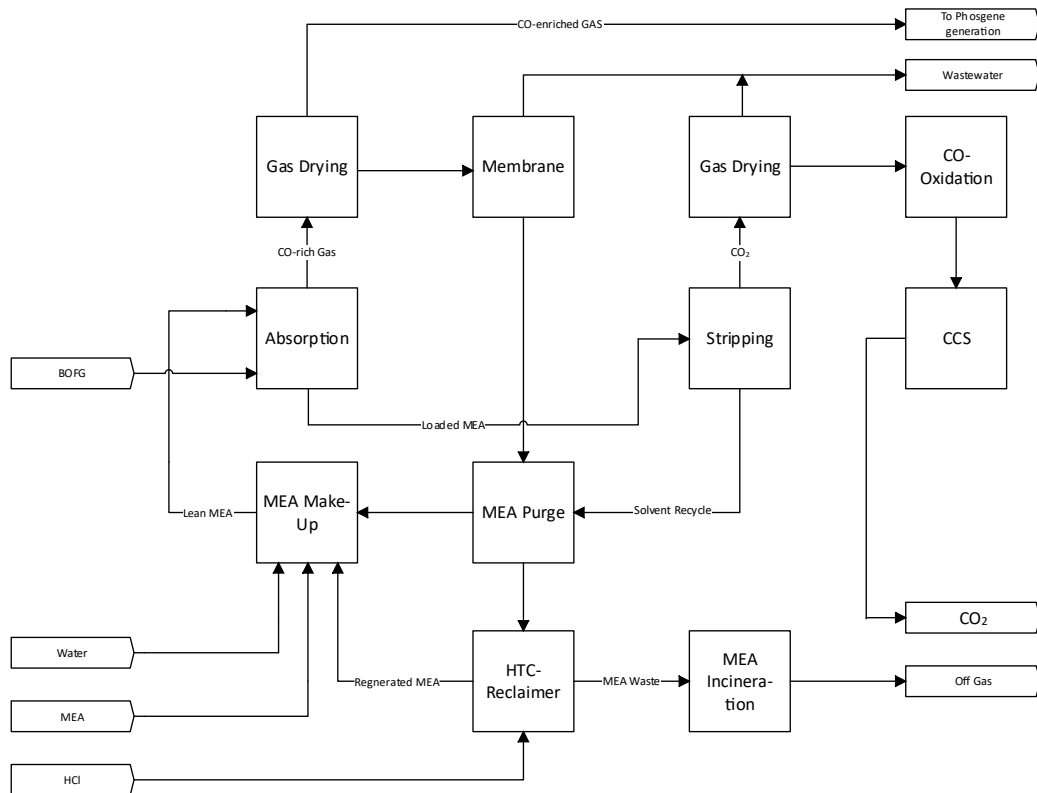 CO-enriched GAS
To Phosgene
generation
Wastewater
Gas Drying
Membrane
Gas Drying
CO-
Oxidation
CO-rich Gas
CO₂
Absorption
Stripping
CCS
BOFG
Loaded MEA
MEA Make-
Up
MEA Purge
Solvent Recycle
Lean MEA
CO₂
Water
Regnerated MEA
HTC-
Reclaimer
MEA Waste
MEA
Incinera-
tion
Off Gas
MEA
HCl